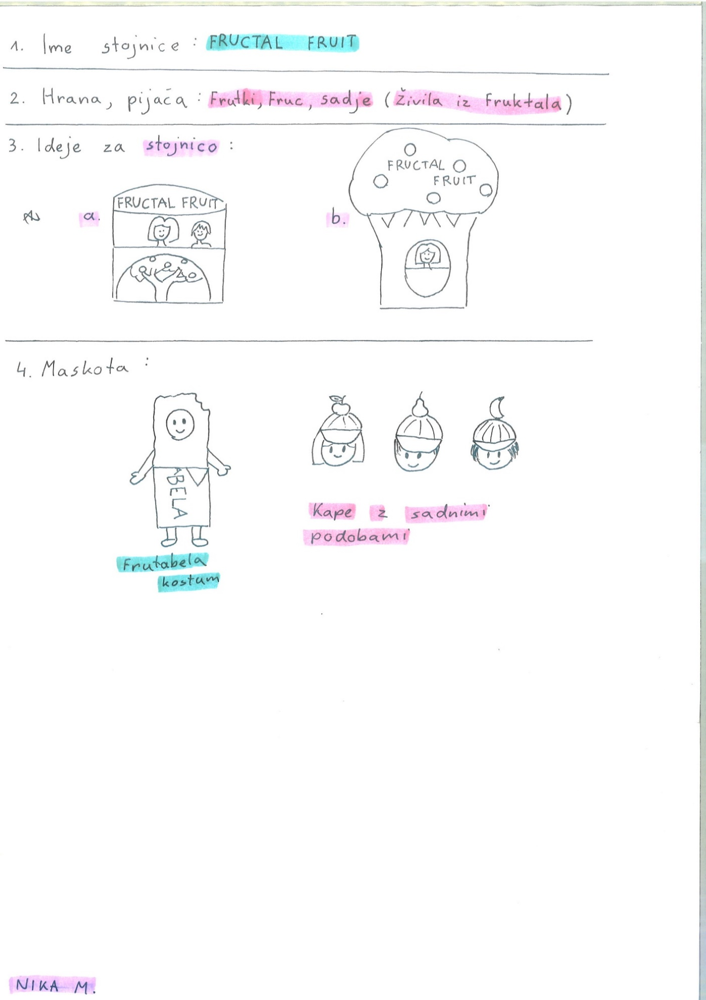 1. Ime stojnice : FRUCTAL FRUIT
2. Hrana, pijača : Frutki, Fruc, sadje (Živila iz Fruktala)
3. Ideje za stojnico :
a.
FRUCTAL FRUIT
b.
FRUCTAL
FRUIT
4. Maskota :
ABELA
Frutabela
kostum
Kape z sadnimi
podobami
NIKA M.